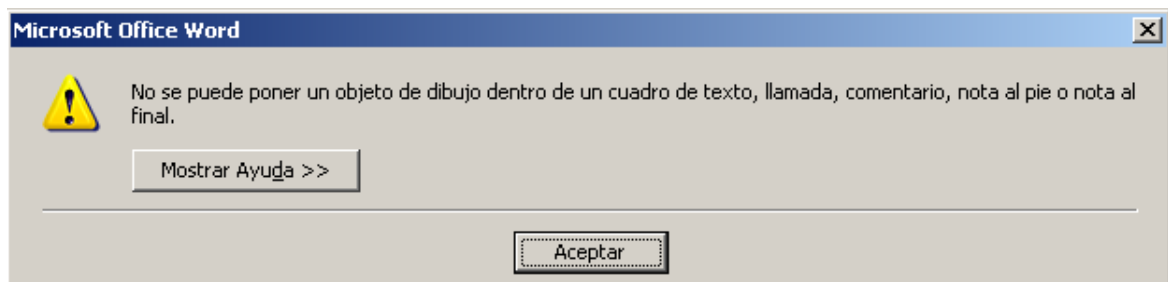 Microsoft Office Word
No se puede poner un objeto de dibujo dentro de un cuadro de texto, llamada, comentario, nota al pie o nota al
final.
Mostrar Ayuda >>
Aceptar